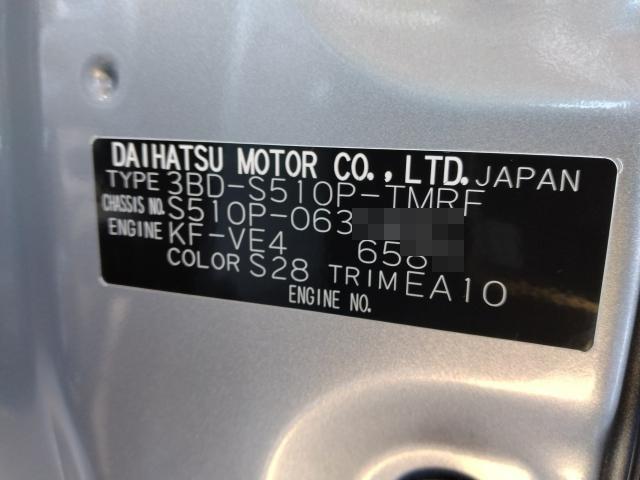 DAIHATSU MOTOR CO., LTD. JAPAN
TYPE 3BD-S510P-TMRF
CHASSIS NO. S510P-063
ENGINE KF-VE4 658
COLOR S28 TRIM EA10
ENGINE NO.